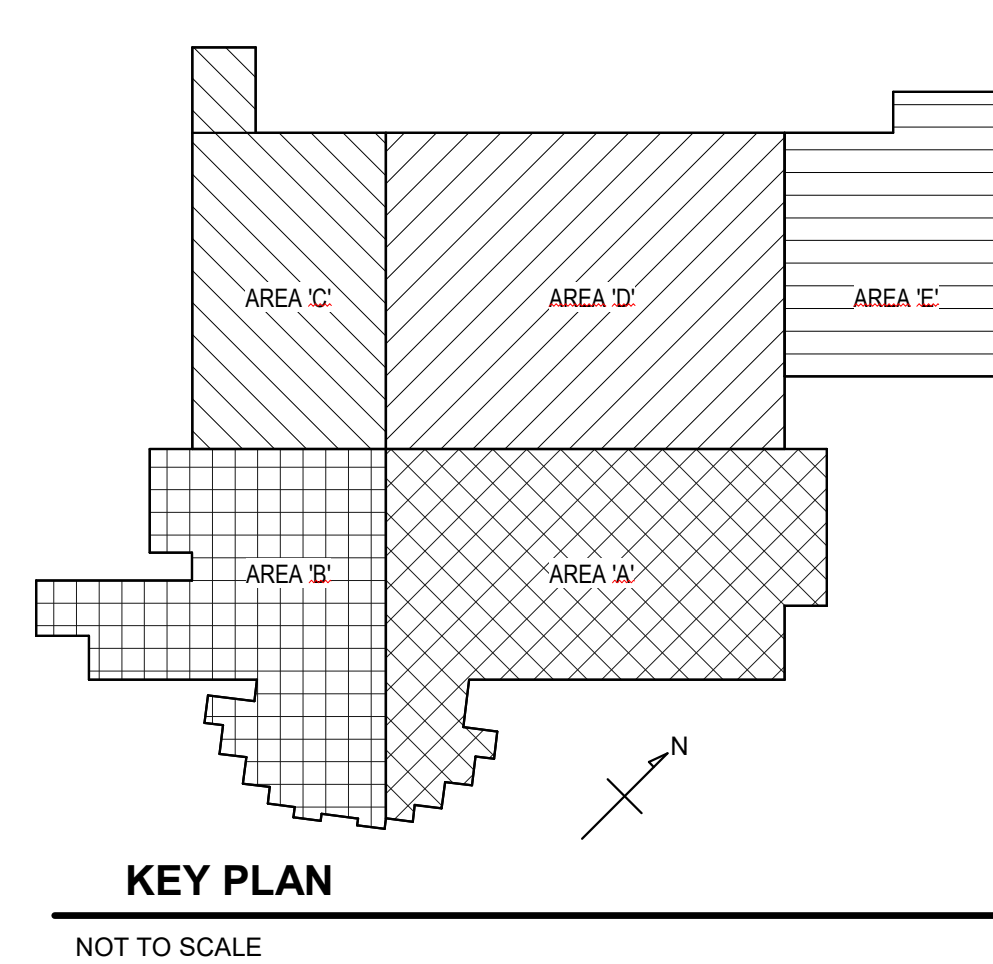 AREA 'C'
AREA 'D'
AREA 'E'
AREA 'B'
AREA 'A'
N
KEY PLAN
NOT TO SCALE